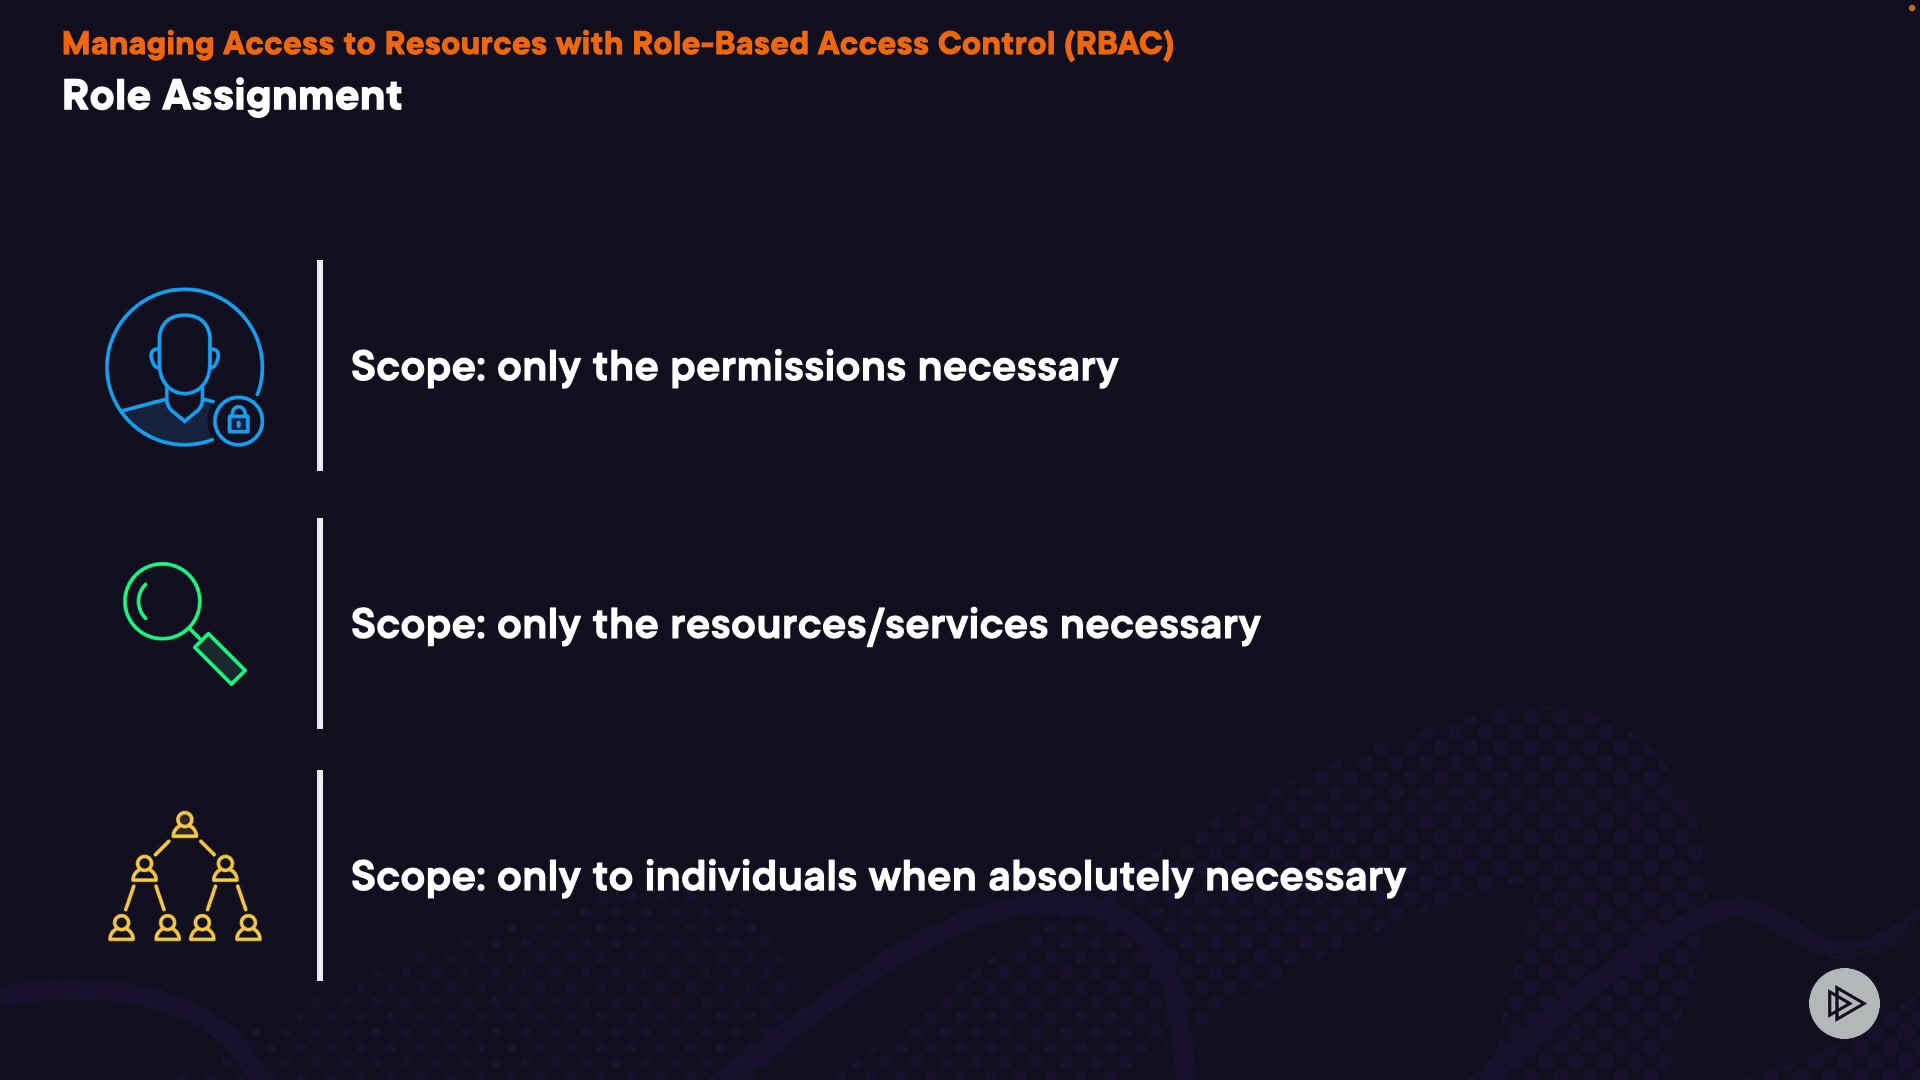 Managing Access to Resources with Role-Based Access Control (RBAC)
Role Assignment
Scope: only the permissions necessary
Scope: only the resources/services necessary
Scope: only to individuals when absolutely necessary